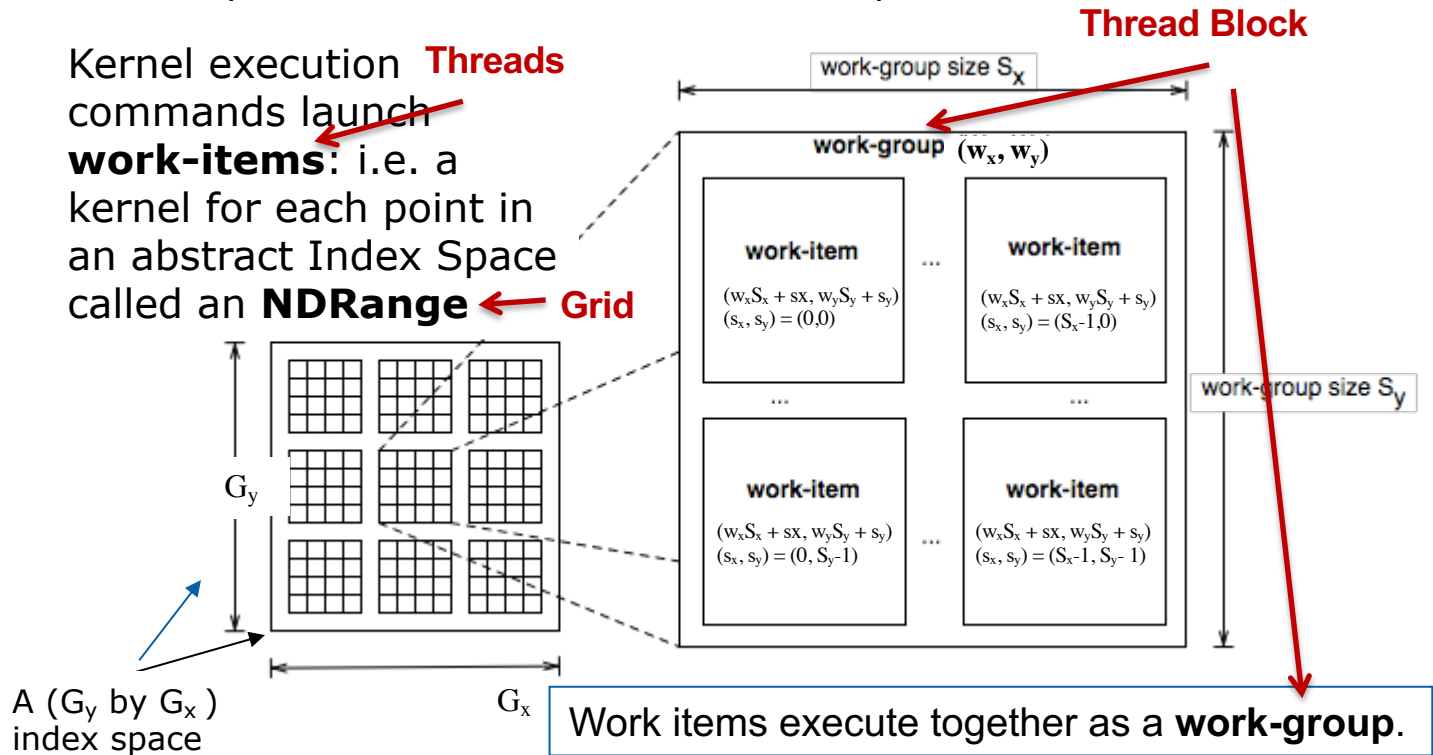 Thread Block
Kernel execution Threads
commands launch
work-items: i.e. a
kernel for each point in
an abstract Index Space
called an NDRange Grid
work-group size Sx
work-group (wx, wy)
work-item
(wxSx + sx, wySy + sy)
(sx, sy) = (0,0)
...
work-item
(wxSx + sx, wySy + sy)
(sx, sy) = (Sx-1,0)
...
...
work-group size Sy
work-item
(wxSx + sx, wySy + sy)
(sx, sy) = (0, Sy-1)
...
work-item
(wxSx + sx, wySy + sy)
(sx, sy) = (Sx-1, Sy- 1)
Gy
Gx
A (Gy by Gx )
index space
Work items execute together as a work-group.